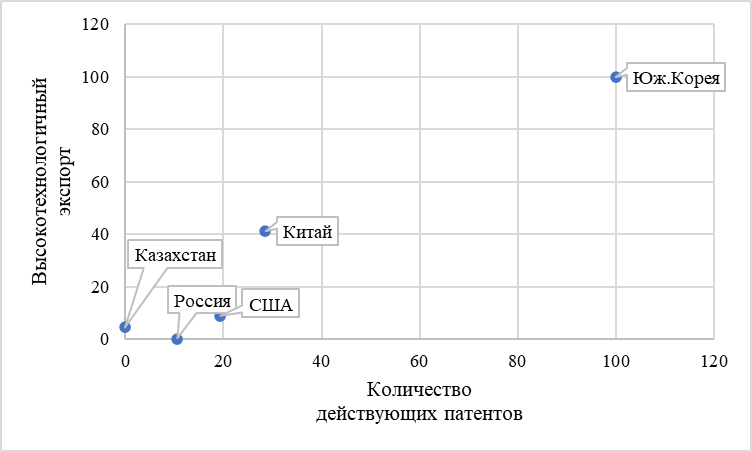 120
100
80
60
40
20
0
Высокотехнологичный
экспорт
Юж.Корея
Китай
Казахстан
Россия
США
0 20 40 60 80 100 120
Количество
действующих патентов